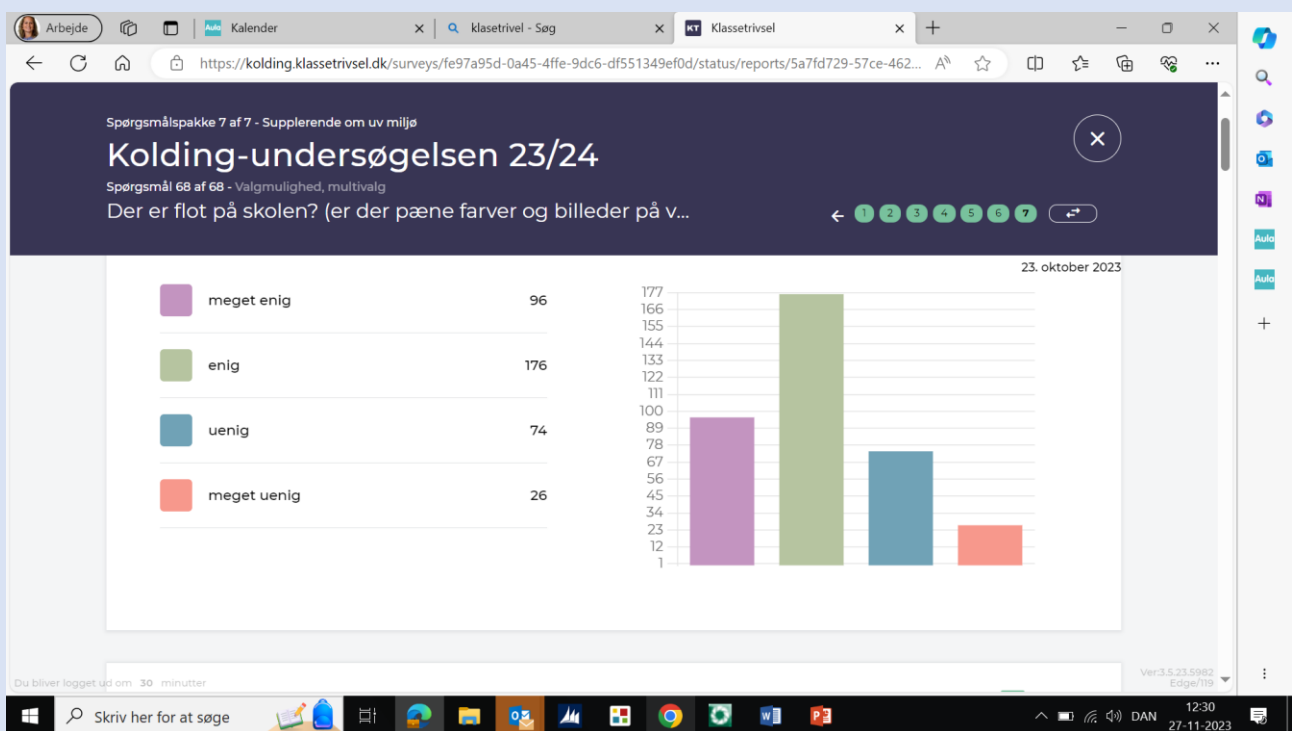 Arbejde
Aula Kalender
klasetrivel - Søg
KT Klassetrivsel
https://kolding.klassetrivsel.dk/surveys/fe97a95d-0a45-4ffe-9dc6-df551349ef0d/status/reports/5a7fd729-57ce-462...
Spørgsmålspakke 7 af 7 - Supplerende om uv miljø
Kolding-undersøgelsen 23/24
Spørgsmål 68 af 68 - Valgmulighed, multivalg
Der er flot på skolen? (er der pæne farver og billeder på v...
1 2 3 4 5 6 7
23. oktober 2023
meget enig 96
enig 176
uenig 74
meget uenig 26
177
166
155
144
133
122
111
100
89
78
67
56
45
34
23
12
1
Aula
Aula
Du bliver logget ud om 30 minutter
Ver:3.5.23.5982
Edge/119
Skriv her for at søge
DAN
12:30
27-11-2023